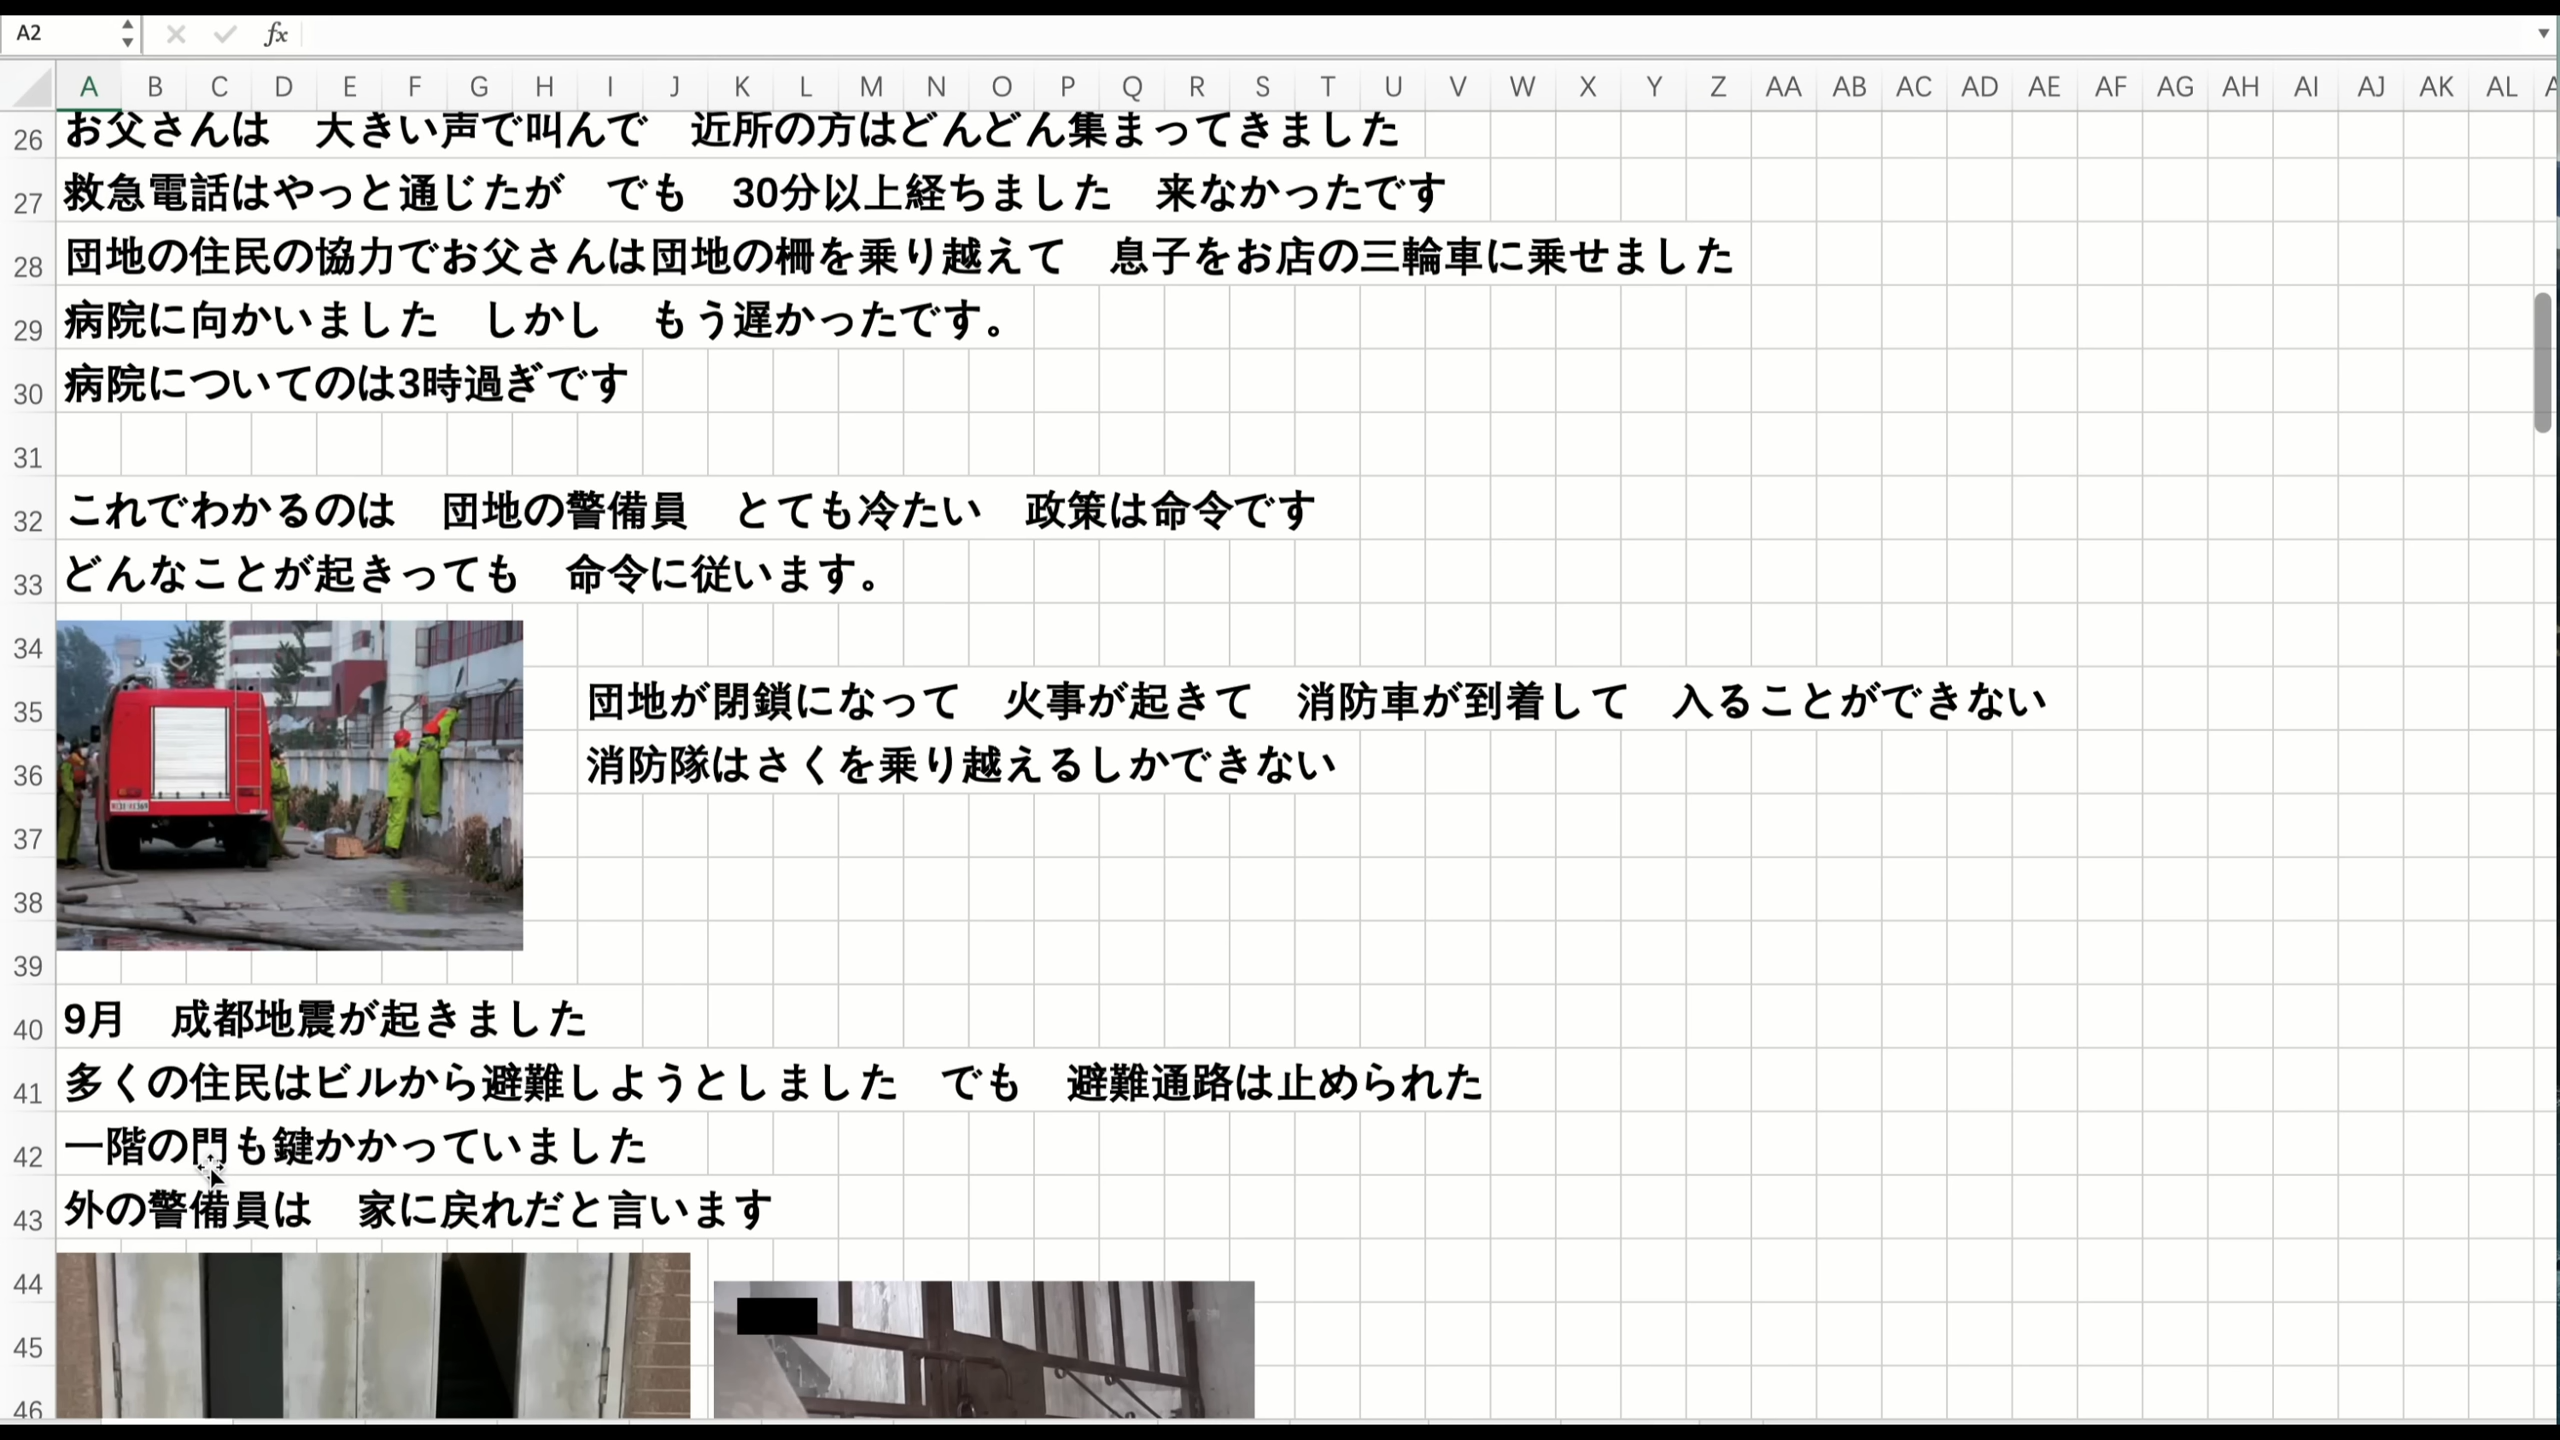 A2
fx
A B C D E F G H I J K L M N O P Q R S T U V W X Y Z AA AB AC AD AE AF AG AH AI AJ AK AL
26 お父さんは　大きい声で叫んで　近所の方はどんどん集まってきました
27 救急電話はやっと通じたが　でも　30分以上経ちました　来なかったです
28 団地の住民の協力でお父さんは団地の柵を乗り越えて　息子をお店の三輪車に乗せました
29 病院に向かいました　しかし　もう遅かったです。
30 病院についてのは3時過ぎです
31
32 これでわかるのは　団地の警備員　とても冷たい　政策は命令です
33 どんなことが起きっても　命令に従います。
34
35 団地が閉鎖になって　火事が起きて　消防車が到着して　入ることができない
36 消防隊はさくを乗り越えるしかできない
37
38
39
40 9月　成都地震が起きました
41 多くの住民はビルから避難しようとしました　でも　避難通路は止められた
42 一階の門も鍵かかっていました
43 外の警備員は　家に戻れだと言います
44
45
46